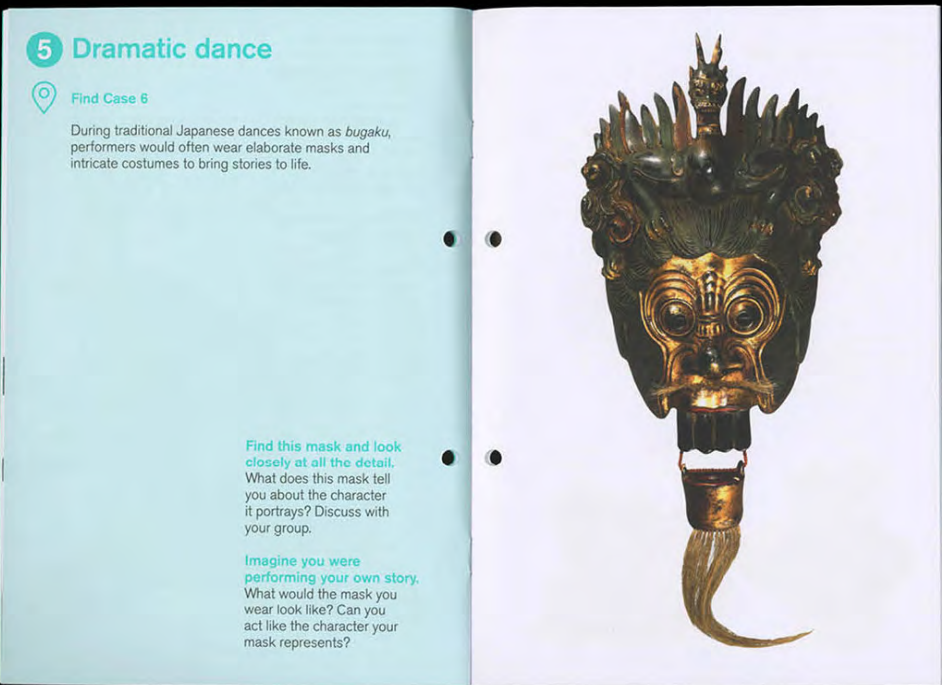 5 Dramatic dance
Find Case 6
During traditional Japanese dances known as bugaku,
performers would often wear elaborate masks and
intricate costumes to bring stories to life.
Find this mask and look
closely at all the detail.
What does this mask tell
you about the character
it portrays? Discuss with
your group.
Imagine you were
performing your own story.
What would the mask you
wear look like? Can you
act like the character your
mask represents?